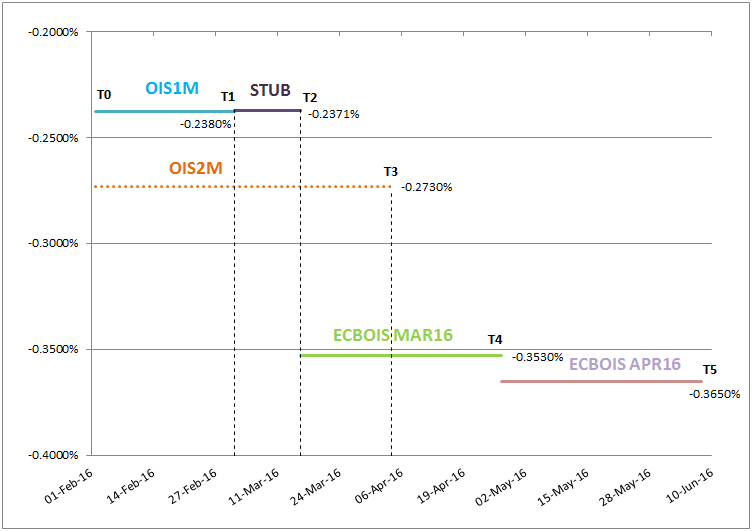 -0.2000%
T0
OIS1M
T1
STUB
T2
-0.2380%
-0.2371%
-0.2500%
OIS2M
T3
-0.2730%
-0.3000%
ECBOIS MAR16
T4
-0.3500%
-0.3530%
ECBOIS APR16
T5
-0.3650%
-0.4000%
01-Feb-16
14-Feb-16
27-Feb-16
11-Mar-16
24-Mar-16
06-Apr-16
19-Apr-16
02-May-16
15-May-16
28-May-16
10-Jun-16